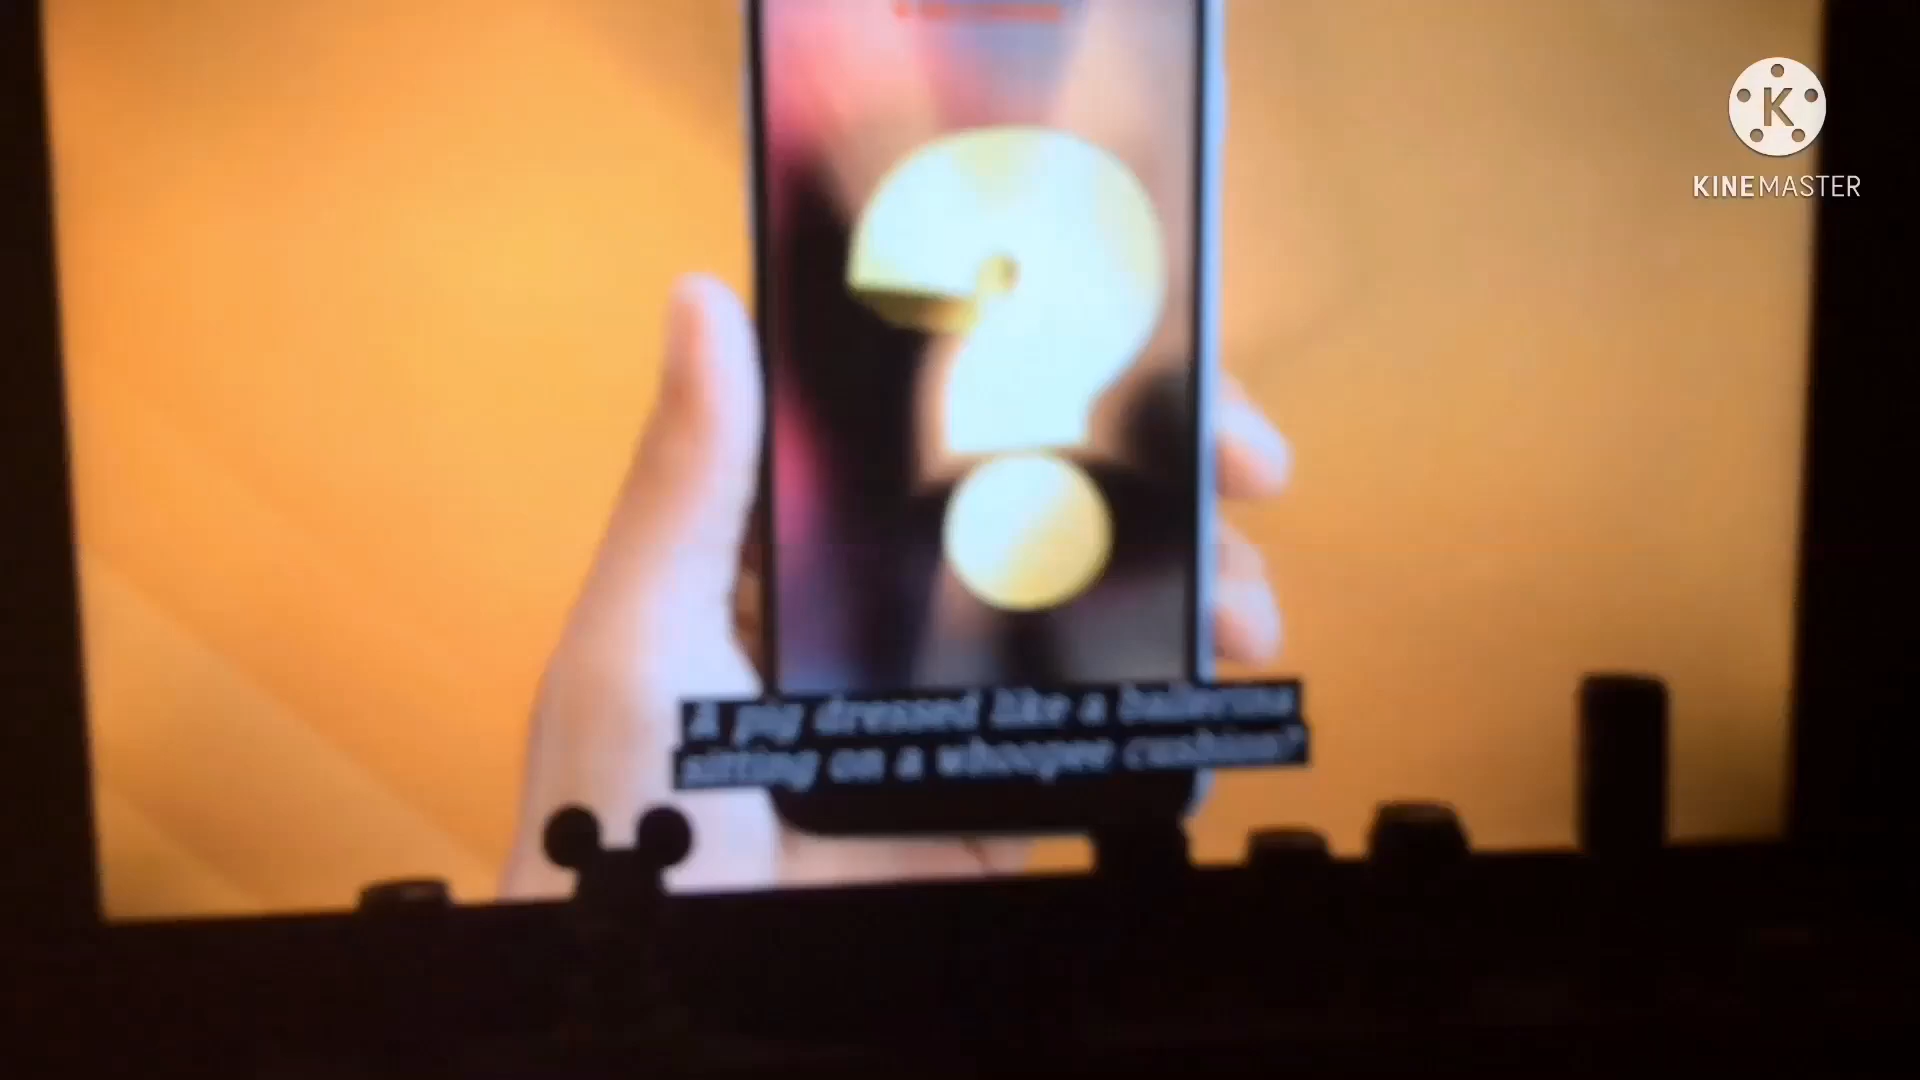 KINEMASTER
A pig dressed like a ballerina
sitting on a whoopee cushion?